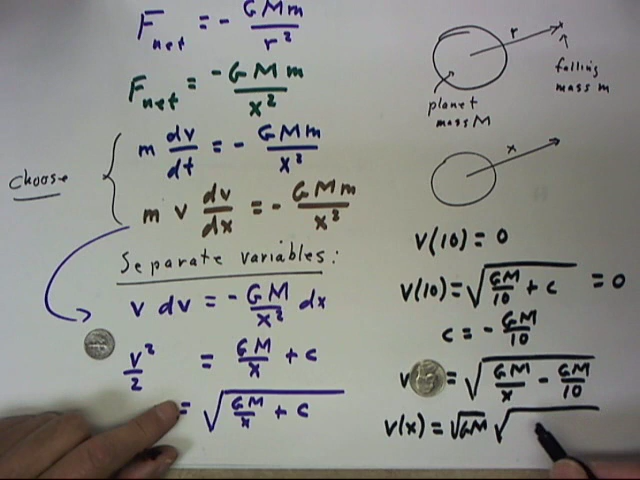 F_net = - GMm / r²
F_net = -GMm / x²
choose
m dv/dt = - GMm / x²
m v dv/dx = - GMm / x²
Separate variables:
v dv = - GM/x² dx
v²/2 = GM/x + c
= √(GM/x + c)
r
falling
mass m
planet
mass M
x
v(10) = 0
v(10) = √(GM/10 + c) = 0
c = - GM/10
v = √(GM/x - GM/10)
v(x) = √GM √